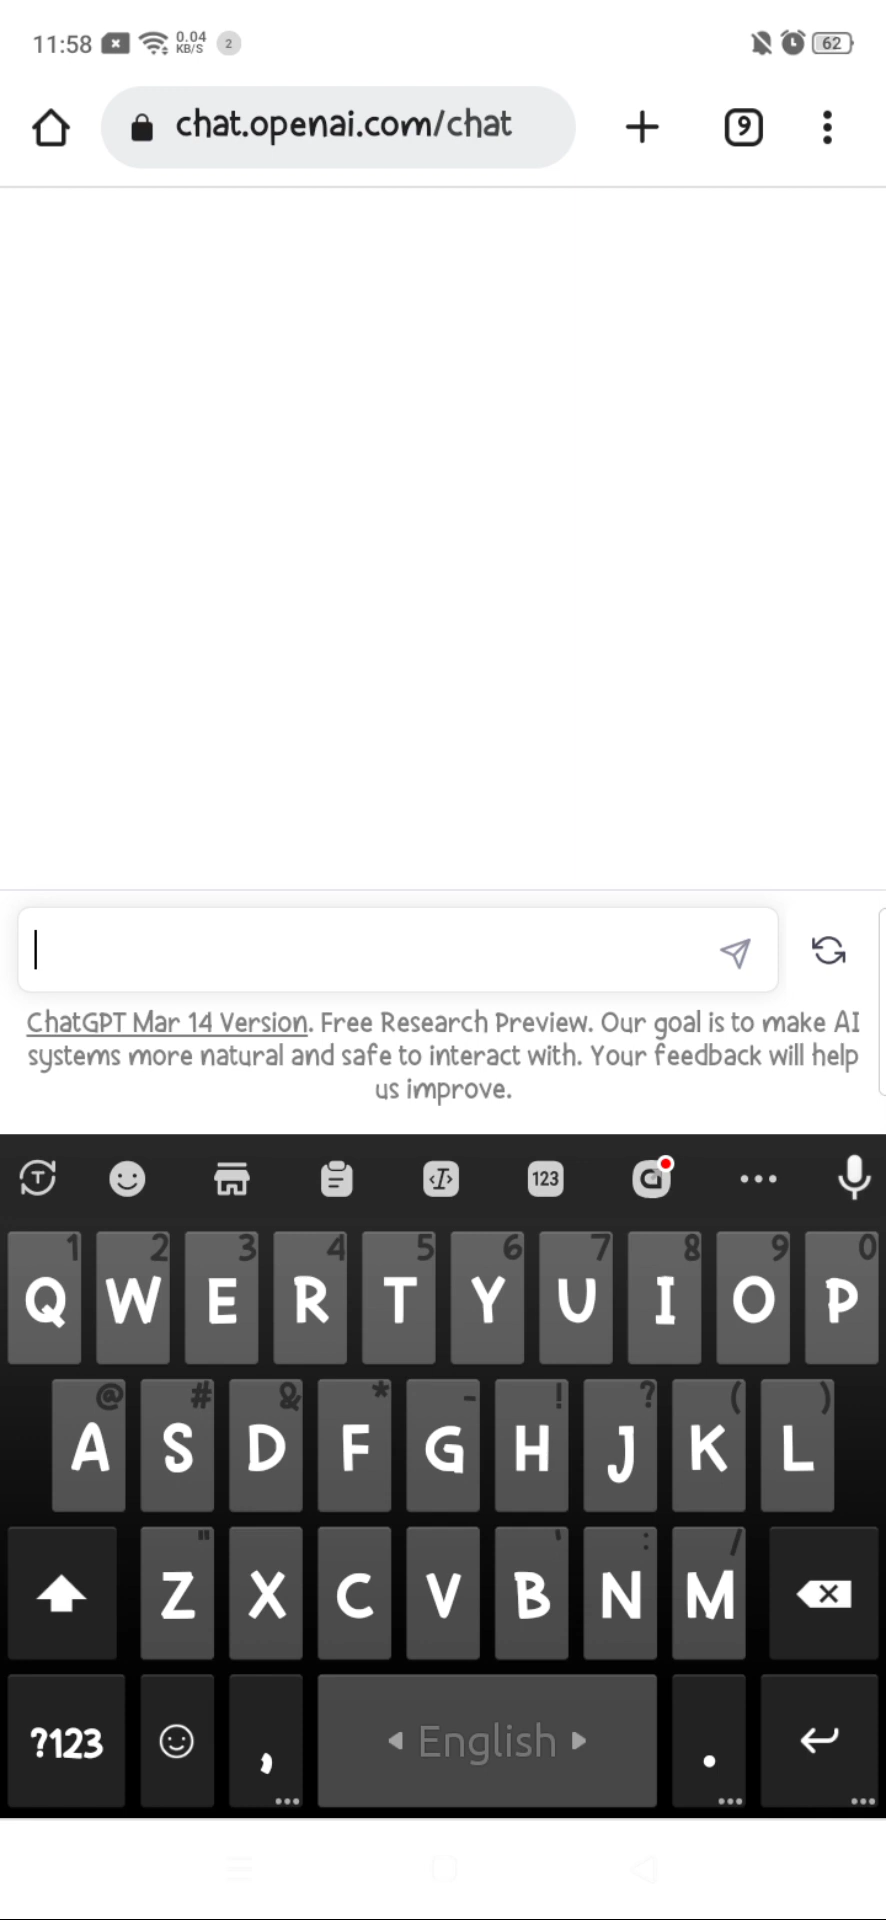 11:58 0.04 KB/S 2 62
chat.openai.com/chat 9
ChatGPT Mar 14 Version. Free Research Preview. Our goal is to make AI
systems more natural and safe to interact with. Your feedback will help
us improve.
T I 123
1 2 3 4 5 6 7 8 9 0
Q W E R T Y U I O P
@ # & * - ! ? ( )
A S D F G H J K L
" ' : /
Z X C V B N M
?123 , English .